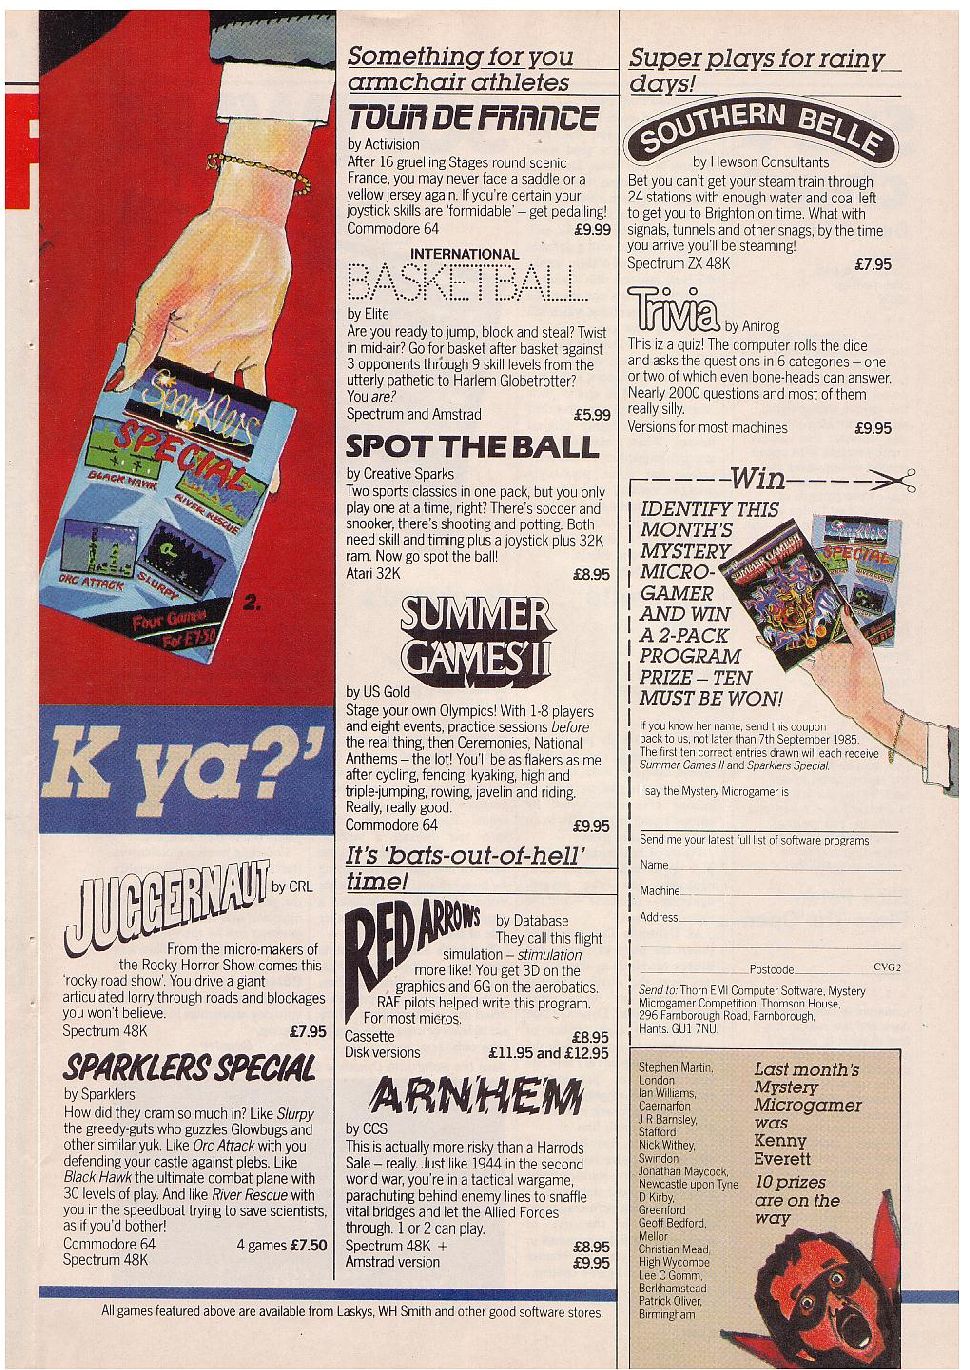 Sparklers
SPECIAL
BLACK HAWK
RIVER RESCUE
ORC ATTACK
SLURPY
Four Games
For £7.50
2.
K ya?'
JUGGERNAUT by CRL
From the micro-makers of
the Rocky Horror Show comes this
'rocky road show'. You drive a giant
articulated lorry through roads and blockages
you won't believe.
Spectrum 48K £7.95
SPARKLERS SPECIAL
by Sparklers
How did they cram so much in? Like Slurpy
the greedy-guts who guzzles Glowbugs and
other similar yuk. Like Orc Attack with you
defending your castle against plebs. Like
Black Hawk the ultimate combat plane with
30 levels of play. And like River Rescue with
you in the speedboat trying to save scientists,
as if you'd bother!
Commodore 64 4 games £7.50
Spectrum 48K
Something for you
armchair athletes
TOUR DE FRANCE
by Activision
After 16 gruelling Stages round scenic
France, you may never face a saddle or a
yellow jersey again. If you're certain your
joystick skills are 'formidable' – get pedalling!
Commodore 64 £9.99
INTERNATIONAL
BASKETBALL
by Elite
Are you ready to jump, block and steal? Twist
in mid-air? Go for basket after basket against
3 opponents through 9 skill levels from the
utterly pathetic to Harlem Globetrotter?
You are?
Spectrum and Amstrad £5.99
SPOT THE BALL
by Creative Sparks
Two sports classics in one pack, but you only
play one at a time, right? There's soccer and
snooker, there's shooting and potting. Both
need skill and timing plus a joystick plus 32K
ram. Now go spot the ball!
Atari 32K £8.95
SUMMER
GAMES II
by US Gold
Stage your own Olympics! With 1-8 players
and eight events, practice sessions before
the real thing, then Ceremonies, National
Anthems – the lot! You'll be as flakers as me
after cycling, fencing kyaking, high and
triple-jumping, rowing, javelin and riding.
Really, really good.
Commodore 64 £9.95
It's 'bats-out-of-hell'
time!
RED ARROWS by Database
They call this flight
simulation – stimulation
more like! You get 3D on the
graphics and 6G on the aerobatics.
RAF pilots helped write this program.
For most micros.
Cassette £8.95
Disk versions £11.95 and £12.95
ARNHEM
by CCS
This is actually more risky than a Harrods
Sale – really. Just like 1944 in the second
word war, you're in a tactical wargame,
parachuting behind enemy lines to snaffle
vital bridges and let the Allied Forces
through. 1 or 2 can play.
Spectrum 48K + £8.95
Amstrad version £9.95
Super plays for rainy
days!
SOUTHERN BELLE
by Hewson Consultants
Bet you can't get your steam train through
24 stations with enough water and coal left
to get you to Brighton on time. What with
signals, tunnels and other snags, by the time
you arrive you'll be steaming!
Spectrum ZX 48K £7.95
Trivia by Anirog
This iz a quiz! The computer rolls the dice
and asks the questions in 6 categories – one
or two of which even bone-heads can answer.
Nearly 2000 questions and most of them
really silly.
Versions for most machines £9.95
Win
IDENTIFY THIS
MONTH'S
MYSTERY
MICRO-
GAMER
AND WIN
A 2-PACK
PROGRAM
PRIZE – TEN
MUST BE WON!
SUMMER GAMES II
Sparklers
SPECIAL
If you know her name, send this coupon
back to us, not later than 7th September 1985.
The first ten correct entries drawn will each receive
Summer Games II and Sparkers Special.
I say the Mystery Microgamer is
Send me your latest full list of software programs
Name
Machine
Address
Postcode CVG2
Send to: Thorn EMI Computer Software, Mystery
Microgamer Competition, Thomson House,
296 Farnborough Road, Farnborough,
Hants. GU1 7NU
Stephen Martin,
London
Ian Williams,
Caernarfon
J R Barnsley,
Stafford
Nick Withey,
Swindon
Jonathan Maycock,
Newcastle upon Tyne
D Kirby,
Greenford
Geoff Bedford,
Mellor
Christian Mead,
High Wycombe
Lee D Gomm,
Berkhamstead
Patrick Oliver,
Birmingham
Last month's
Mystery
Microgamer
was
Kenny
Everett
10 prizes
are on the
way
All games featured above are available from Laskys, WH Smith and other good software stores